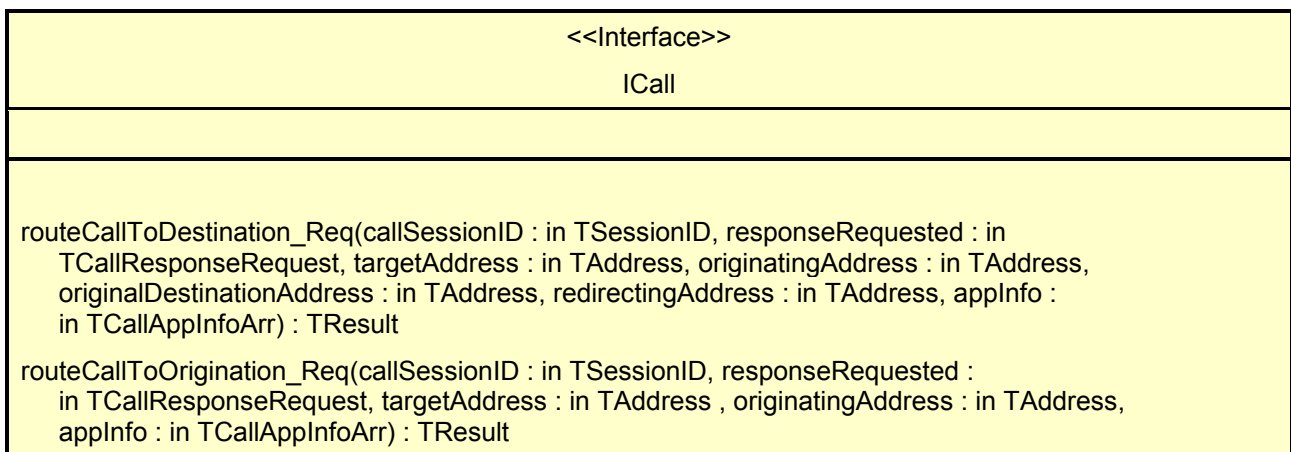 <<Interface>>
ICall
routeCallToDestination_Req(callSessionID : in TSessionID, responseRequested : in
TCallResponseRequest, targetAddress : in TAddress, originatingAddress : in TAddress,
originalDestinationAddress : in TAddress, redirectingAddress : in TAddress, appInfo :
in TCallAppInfoArr) : TResult
routeCallToOrigination_Req(callSessionID : in TSessionID, responseRequested :
in TCallResponseRequest, targetAddress : in TAddress , originatingAddress : in TAddress,
appInfo : in TCallAppInfoArr) : TResult